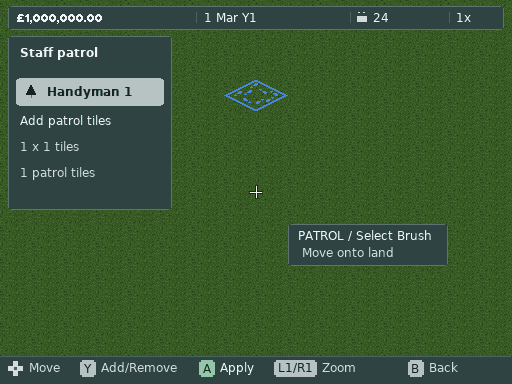 £1,000,000.00 1 Mar Y1 24 1x
Staff patrol
Handyman 1
Add patrol tiles
1 x 1 tiles
1 patrol tiles
PATROL / Select Brush
Move onto land
Move Y Add/Remove A Apply L1/R1 Zoom B Back